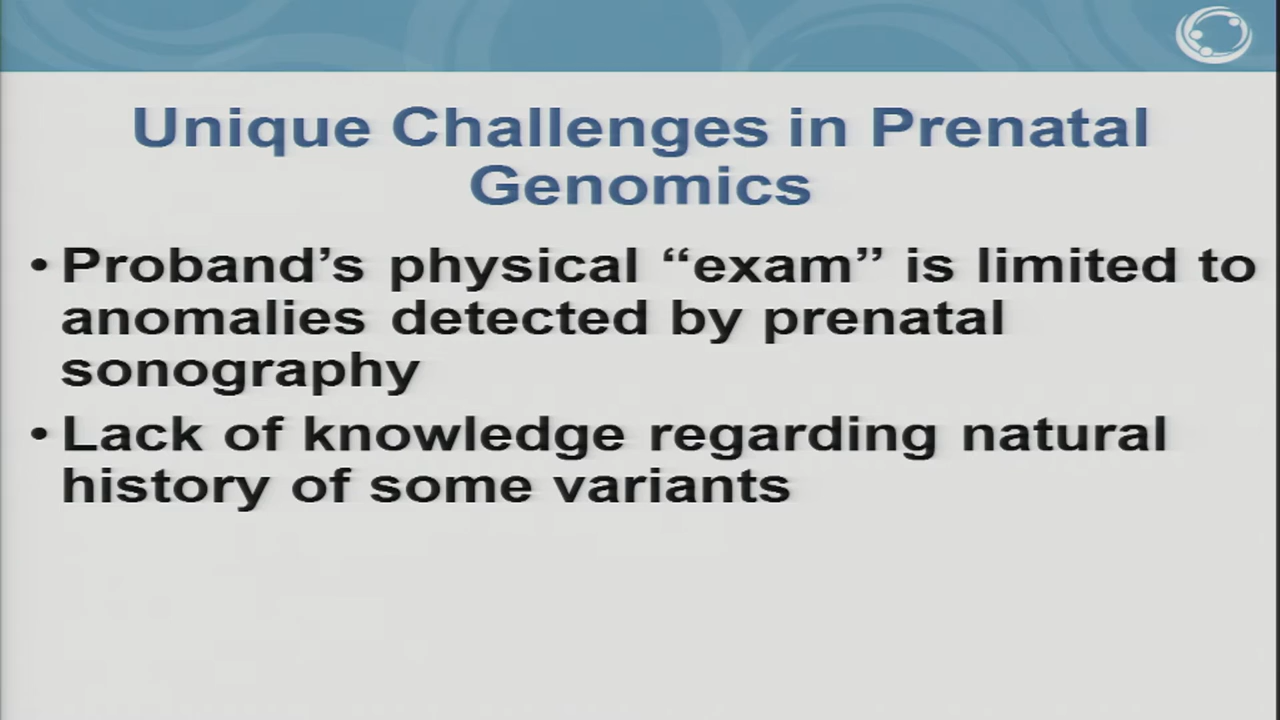 Unique Challenges in Prenatal
Genomics
• Proband’s physical “exam” is limited to
anomalies detected by prenatal
sonography
• Lack of knowledge regarding natural
history of some variants